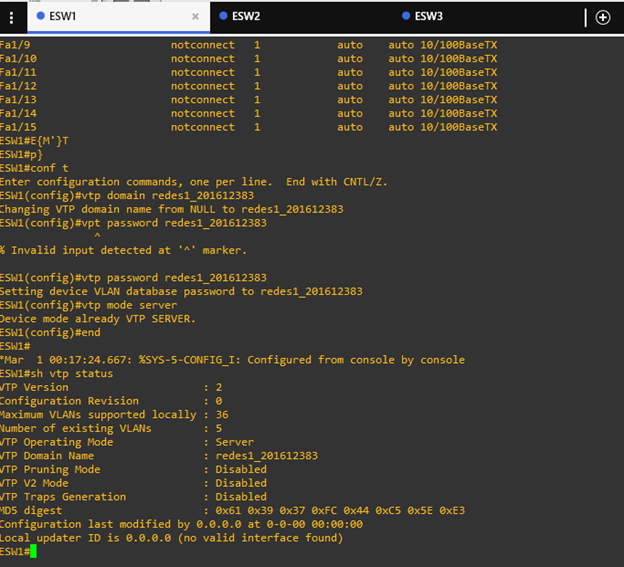 ESW1
ESW2
ESW3
Fa1/9 notconnect 1 auto auto 10/100BaseTX
Fa1/10 notconnect 1 auto auto 10/100BaseTX
Fa1/11 notconnect 1 auto auto 10/100BaseTX
Fa1/12 notconnect 1 auto auto 10/100BaseTX
Fa1/13 notconnect 1 auto auto 10/100BaseTX
Fa1/14 notconnect 1 auto auto 10/100BaseTX
Fa1/15 notconnect 1 auto auto 10/100BaseTX
ESW1#E{M'}T
ESW1#p}
ESW1#conf t
Enter configuration commands, one per line.  End with CNTL/Z.
ESW1(config)#vtp domain redes1_201612383
Changing VTP domain name from NULL to redes1_201612383
ESW1(config)#vpt password redes1_201612383
^
% Invalid input detected at '^' marker.
ESW1(config)#vtp password redes1_201612383
Setting device VLAN database password to redes1_201612383
ESW1(config)#vtp mode server
Device mode already VTP SERVER.
ESW1(config)#end
ESW1#
*Mar  1 00:17:24.667: %SYS-5-CONFIG_I: Configured from console by console
ESW1#sh vtp status
VTP Version : 2
Configuration Revision : 0
Maximum VLANs supported locally : 36
Number of existing VLANs : 5
VTP Operating Mode : Server
VTP Domain Name : redes1_201612383
VTP Pruning Mode : Disabled
VTP V2 Mode : Disabled
VTP Traps Generation : Disabled
MD5 digest : 0x61 0x39 0x37 0xFC 0x44 0xC5 0x5E 0xE3
Configuration last modified by 0.0.0.0 at 0-0-00 00:00:00
Local updater ID is 0.0.0.0 (no valid interface found)
ESW1#